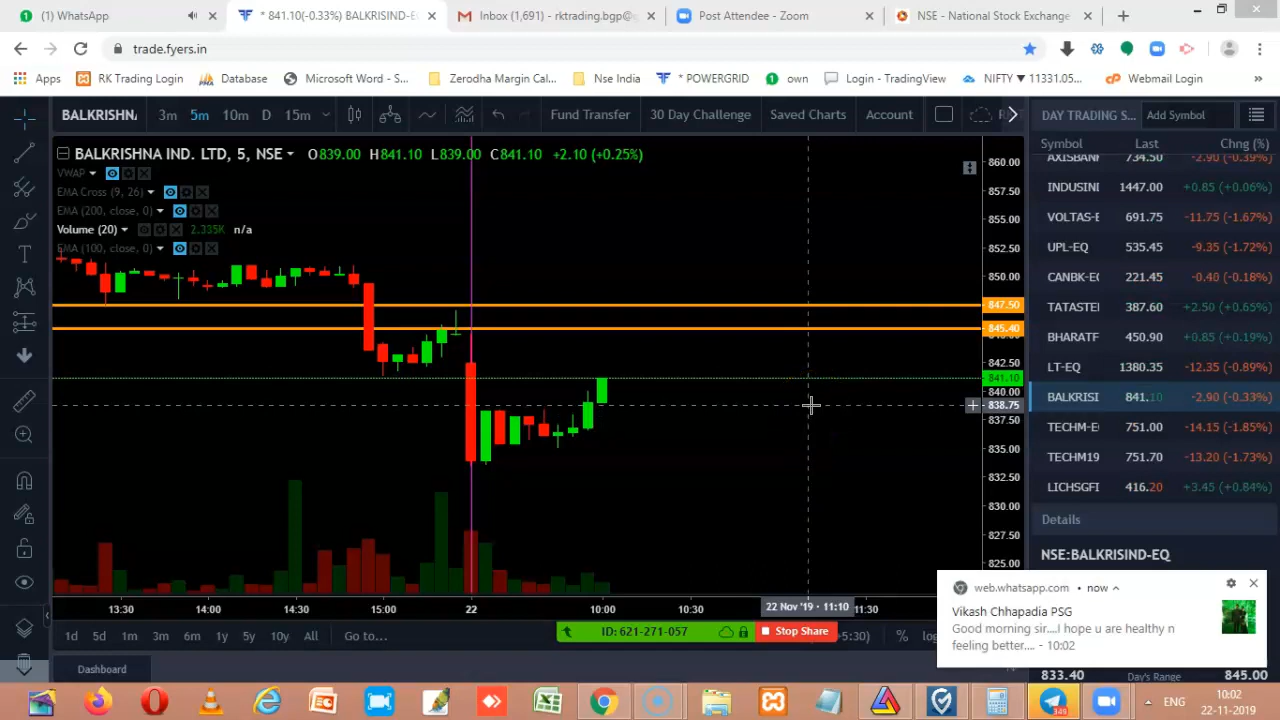 (1) WhatsApp
* 841.10(-0.33%) BALKRISIND-E
Inbox (1,691) - rktrading.bgp@g
Post Attendee - Zoom
NSE - National Stock Exchange
trade.fyers.in
Apps
RK Trading Login
Database
Microsoft Word - S...
Zerodha Margin Cal...
Nse India
* POWERGRID
own
Login - TradingView
NIFTY ▼ 11331.05...
Webmail Login
»
BALKRISHN
3m 5m 10m D 15m
Fund Transfer
30 Day Challenge
Saved Charts
Account
DAY TRADING S...
Add Symbol
BALKRISHNA IND. LTD, 5, NSE
O839.00 H841.10 L839.00 C841.10 +2.10 (+0.25%)
VWAP
EMA Cross (9, 26)
EMA (200, close, 0)
Volume (20) 2.335K n/a
EMA (100, close, 0)
860.00
857.50
855.00
852.50
850.00
847.50
845.40
842.50
841.10
840.00
838.75
837.50
835.00
832.50
830.00
827.50
825.00
Symbol Last Chng (%)
AXISBAN 734.50 -2.90 (-0.39%)
INDUSINI 1447.00 +0.85 (+0.06%)
VOLTAS-E 691.75 -11.75 (-1.67%)
UPL-EQ 535.45 -9.35 (-1.72%)
CANBK-E 221.45 -0.40 (-0.18%)
TATASTEI 387.60 +2.50 (+0.65%)
BHARATF 450.90 +0.85 (+0.19%)
LT-EQ 1380.35 -12.35 (-0.89%)
BALKRISI 841.10 -2.90 (-0.33%)
TECHM-E 751.00 -14.15 (-1.85%)
TECHM19 751.70 -13.20 (-1.73%)
LICHSGFI 416.20 +3.45 (+0.84%)
Details
NSE:BALKRISIND-EQ
web.whatsapp.com • now
Vikash Chhapadia PSG
Good morning sir....I hope u are healthy n
feeling better.... - 10:02
833.40 Day's Range 845.00
13:30 14:00 14:30 15:00 22 10:00 10:30 22 Nov '19 - 11:10 11:30
1d 5d 1m 3m 6m 1y 5y 10y All Go to...
ID: 621-271-057
Stop Share
+5:30)
%
Dashboard
349
ENG
10:02
22-11-2019